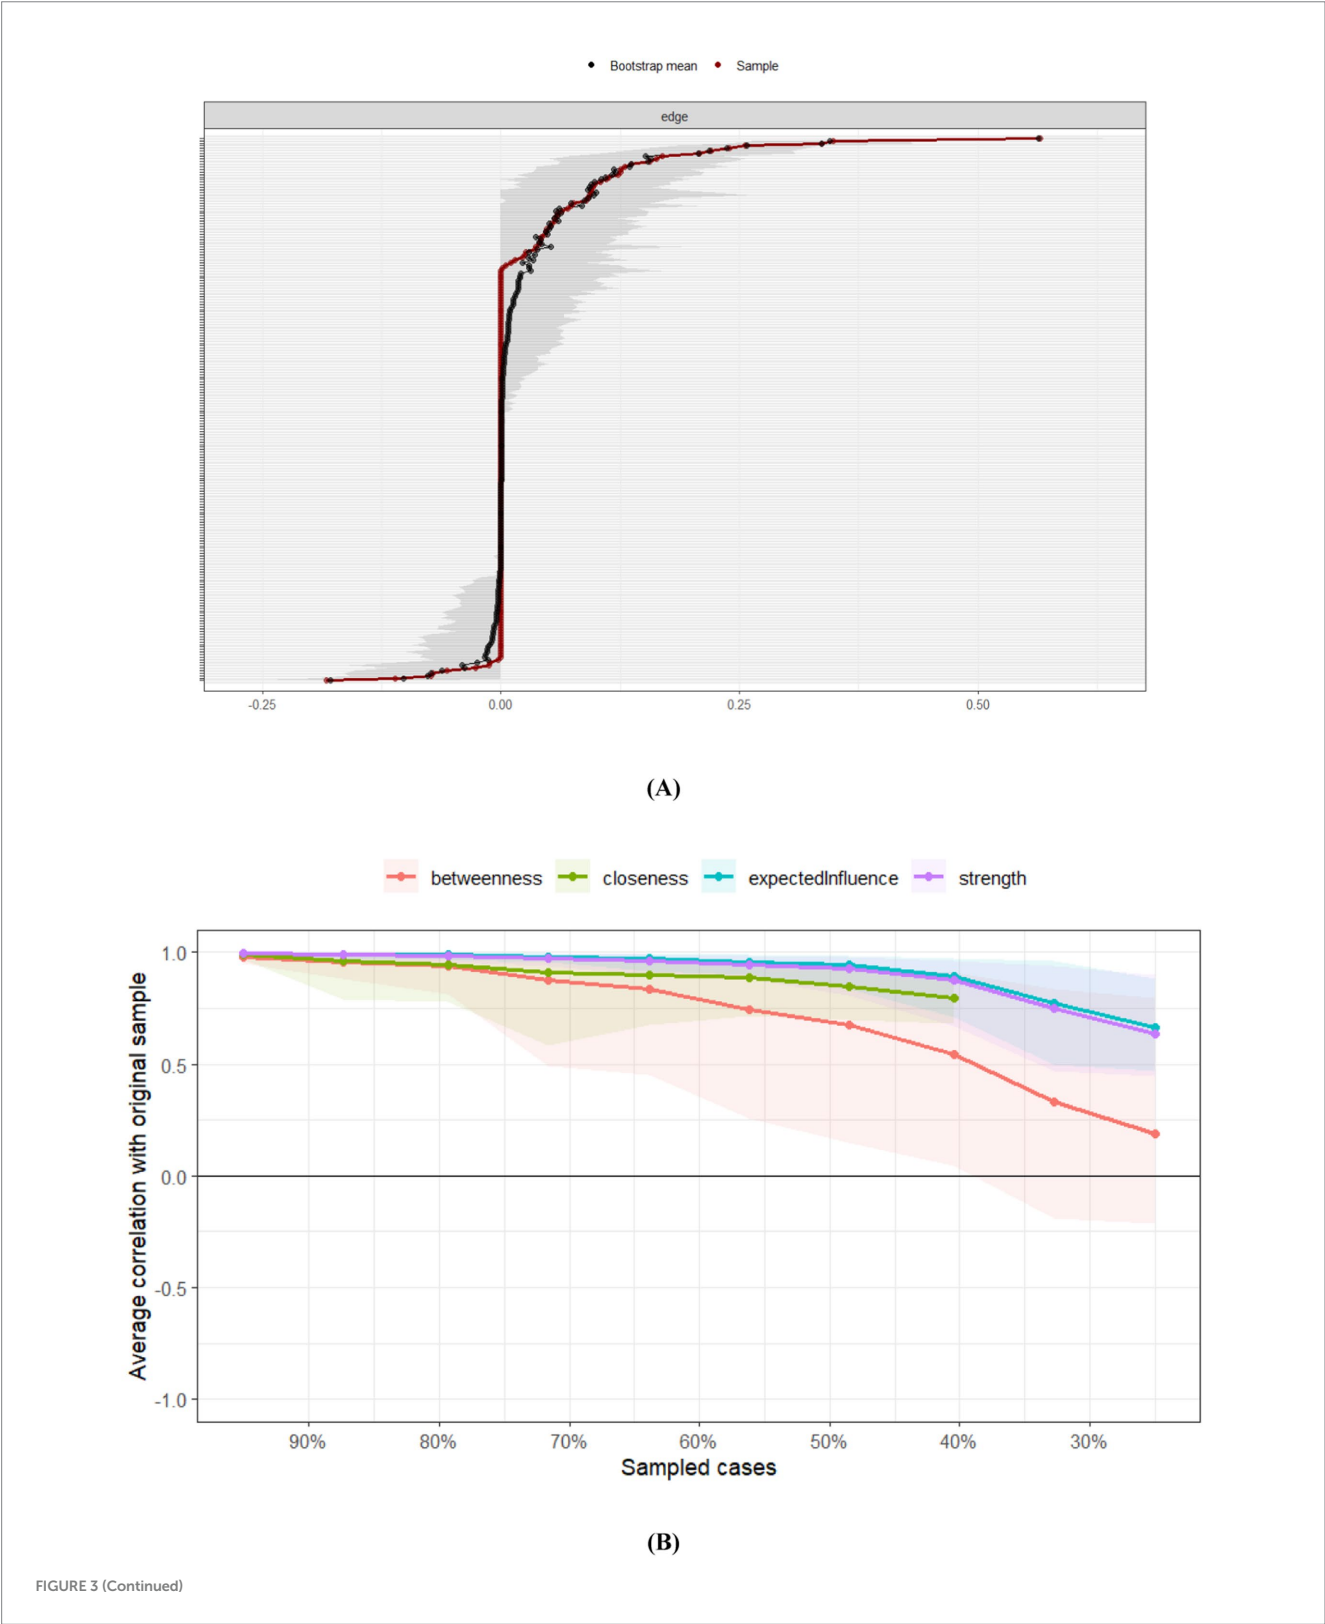 Bootstrap mean Sample
edge
-0.25 0.00 0.25 0.50
(A)
betweenness closeness expectedInfluence strength
Average correlation with original sample
1.0
0.5
0.0
-0.5
-1.0
90% 80% 70% 60% 50% 40% 30%
Sampled cases
(B)
FIGURE 3 (Continued)